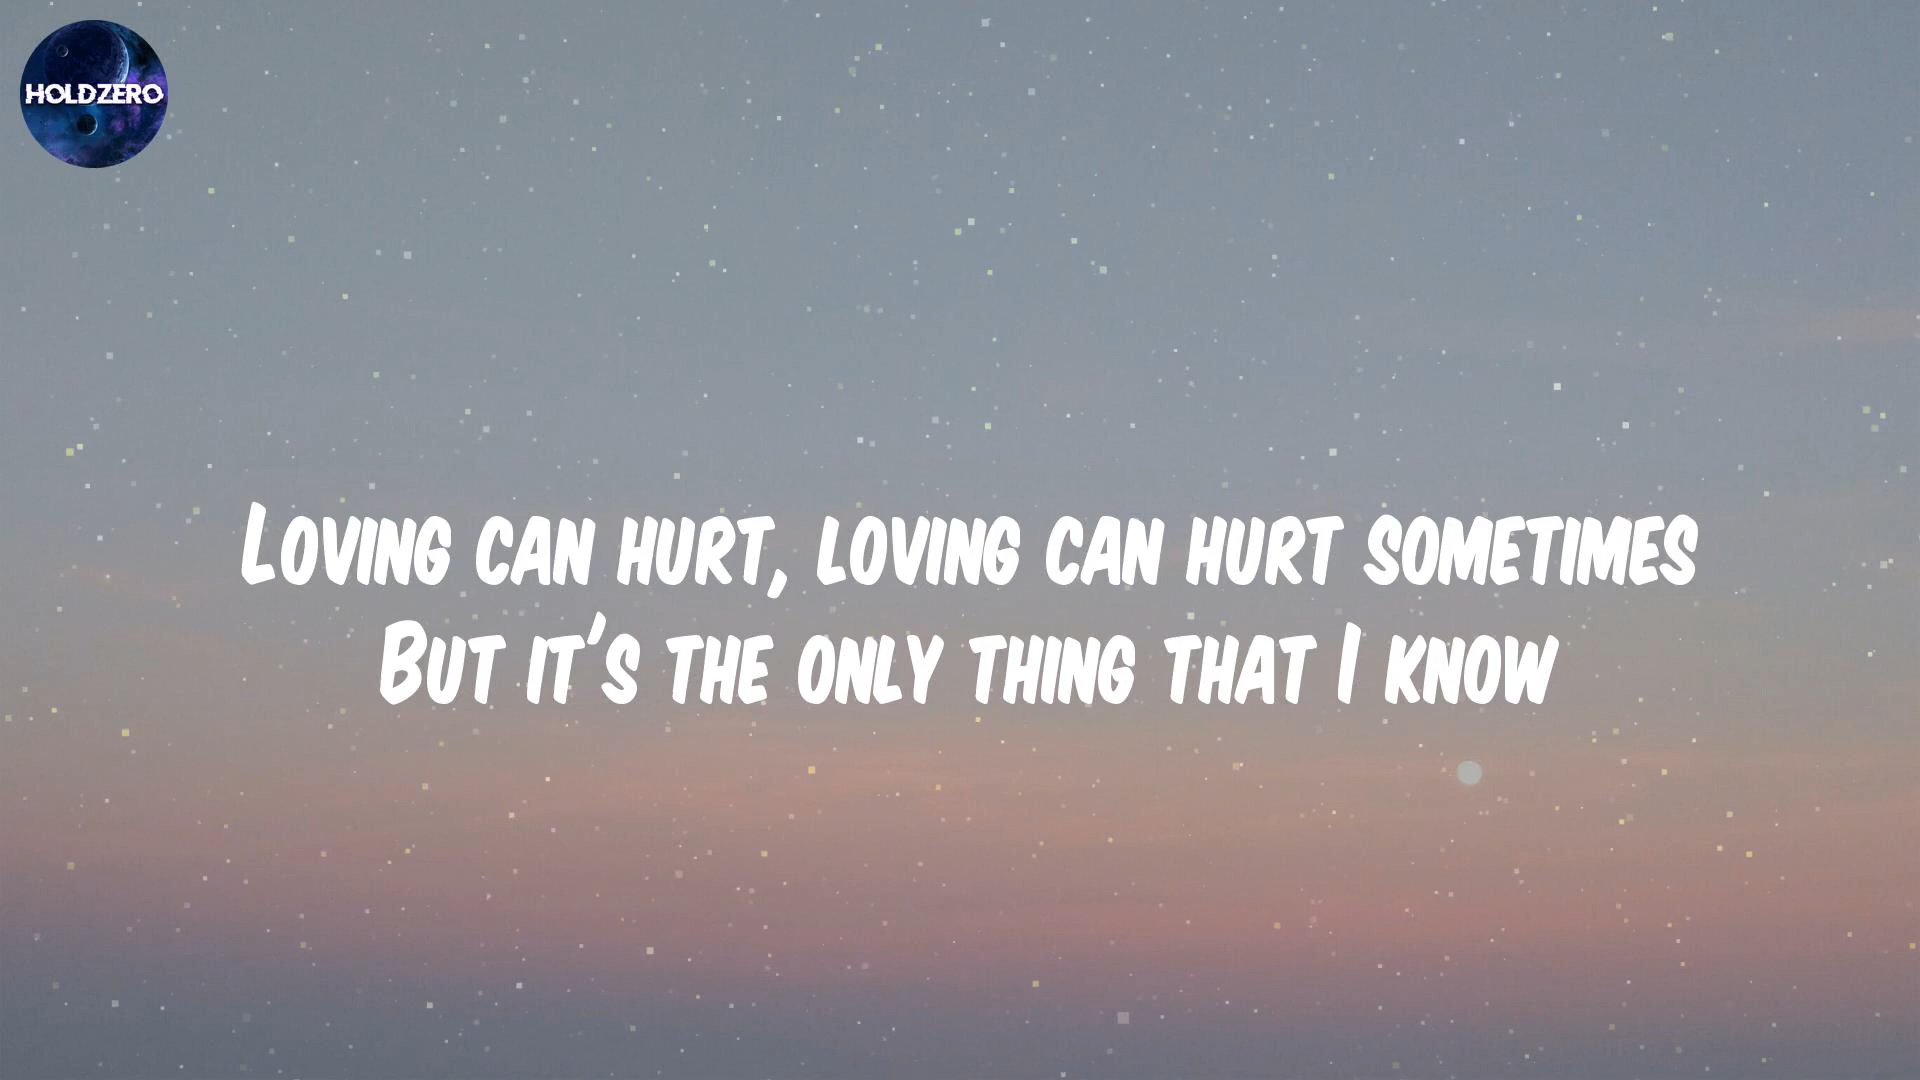 HOLDZERO
Loving can hurt, loving can hurt sometimes
But it's the only thing that I know